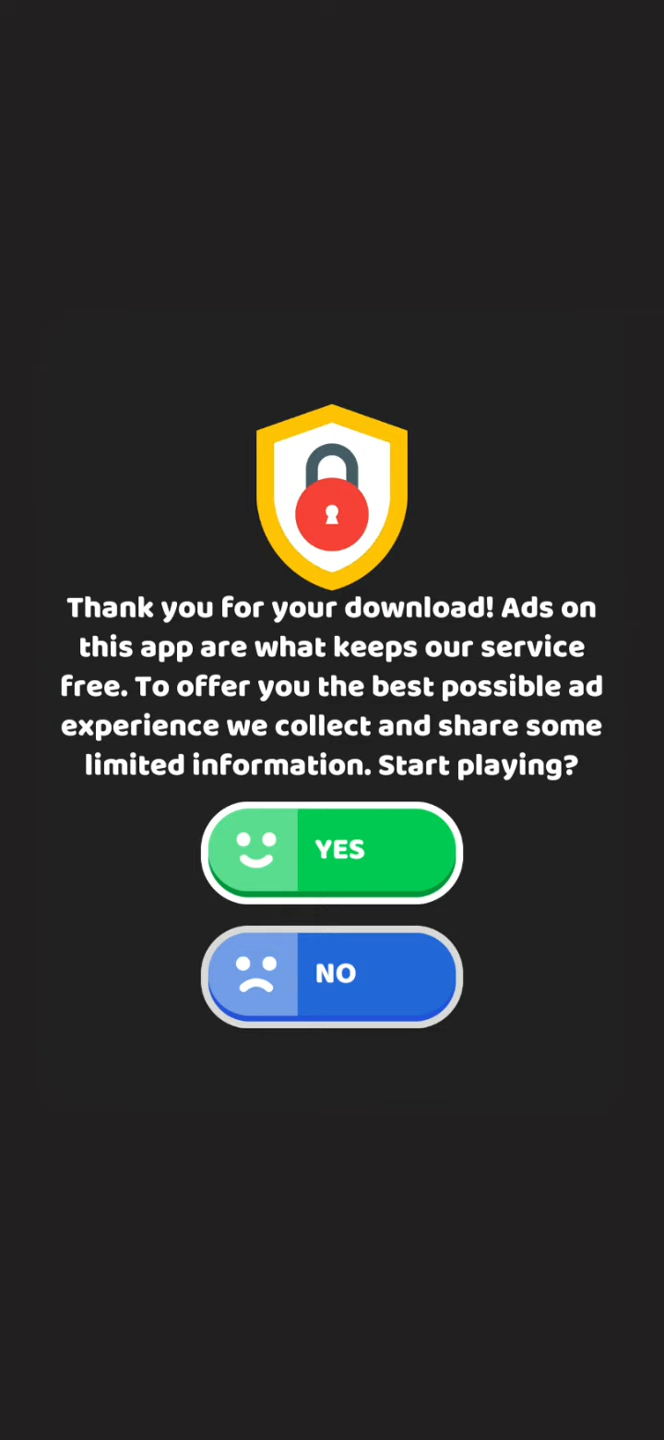 Thank you for your download! Ads on
this app are what keeps our service
free. To offer you the best possible ad
experience we collect and share some
limited information. Start playing?
YES
NO